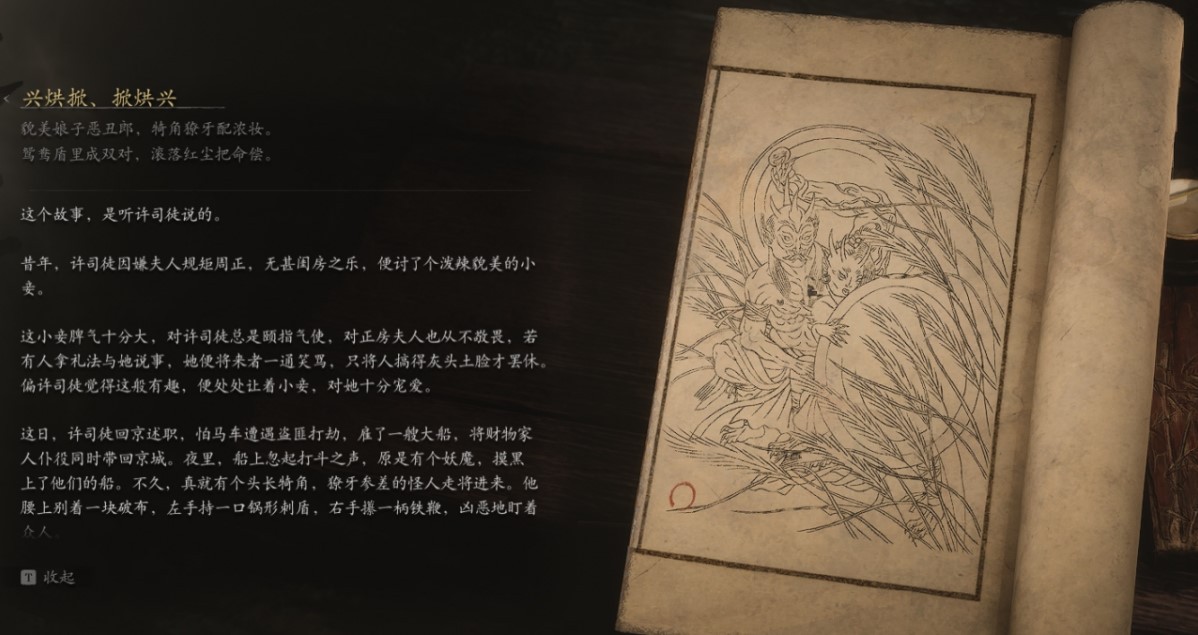 兴烘掀、掀烘兴
貌美娘子恶丑郎，犄角獠牙配浓妆。
鸳鸯盾里成双对，滚落红尘把命偿。
这个故事，是听许司徒说的。
昔年，许司徒因嫌夫人规矩周正，无甚闺房之乐，便讨了个泼辣貌美的小
妾。
这小妾脾气十分大，对许司徒总是颐指气使，对正房夫人也从不敬畏，若
有人拿礼法与她说事，她便将来者一通笑骂，只将人搞得灰头土脸才罢休。
偏许司徒觉得这般有趣，便处处让着小妾，对她十分宠爱。
这日，许司徒回京述职，怕马车遭遇盗匪打劫，雇了一艘大船，将财物家
人仆役同时带回京城。夜里，船上忽起打斗之声，原是有个妖魔，摸黑
上了他们的船。不久，真就有个头长犄角，獠牙参差的怪人走将进来。他
腰上别着一块破布，左手持一口锅形刺盾，右手攥一柄铁鞭，凶恶地盯着
众人。
T 收起